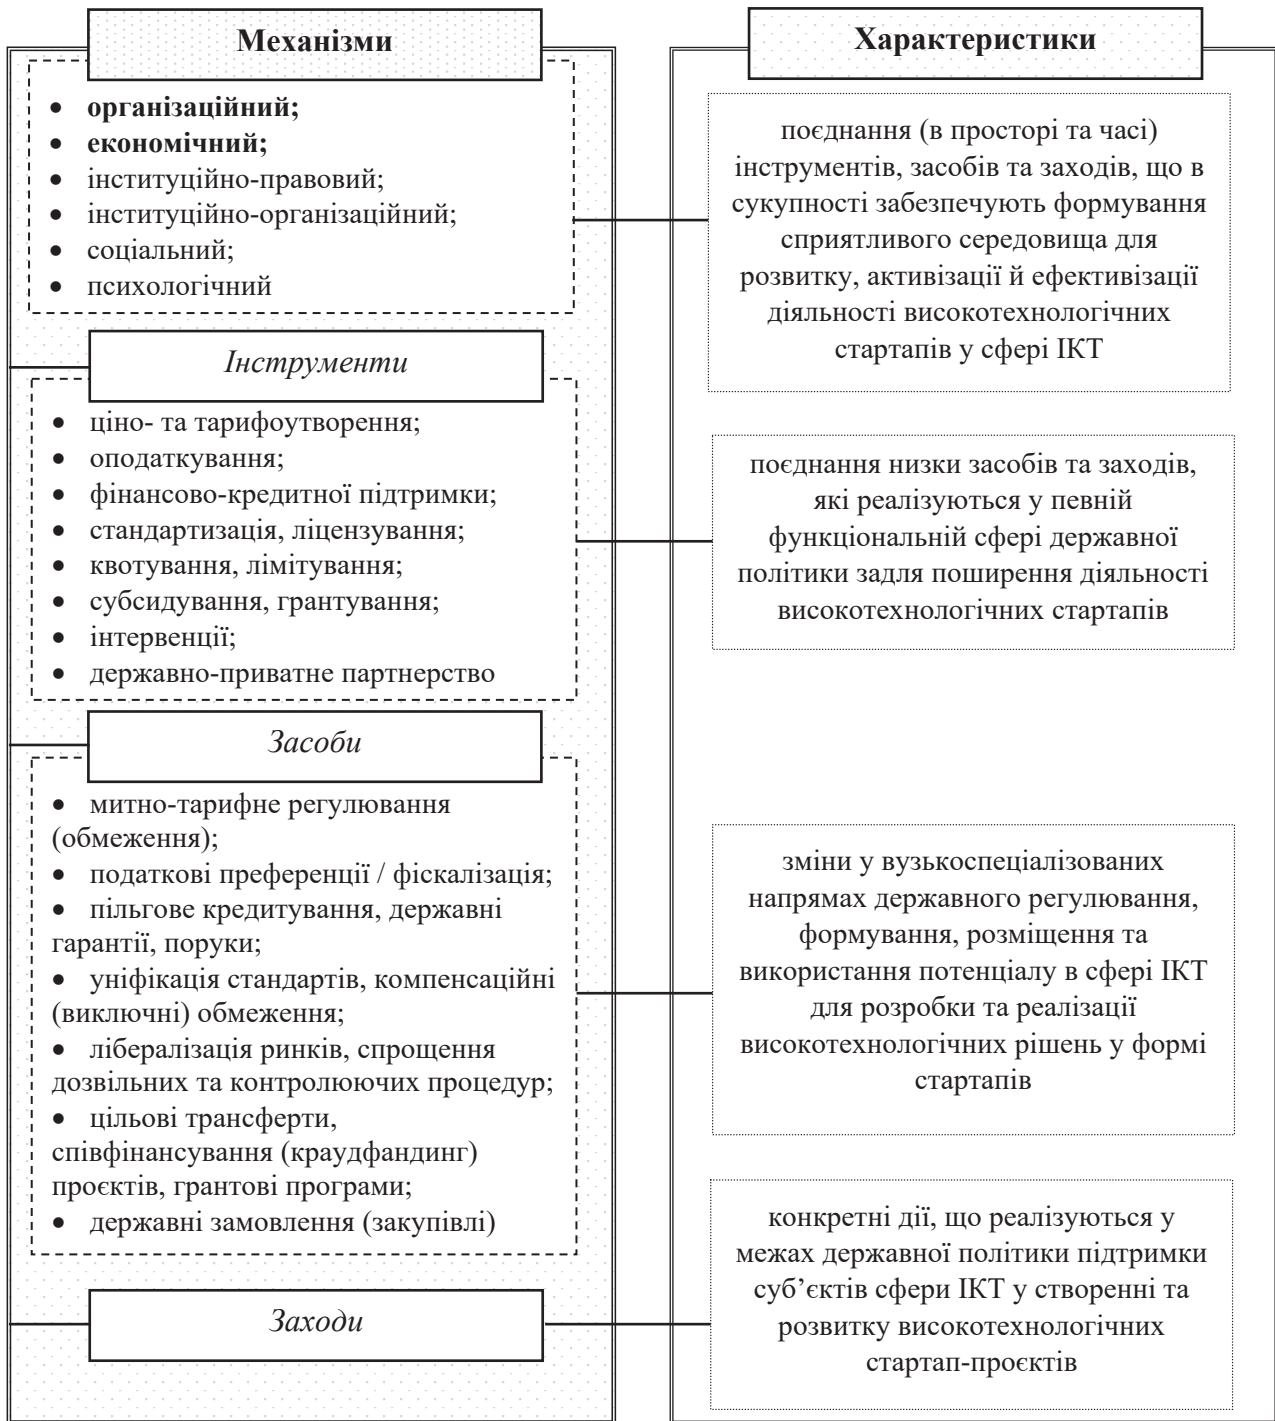 Механізми
• організаційний;
• економічний;
• інституційно-правовий;
• інституційно-організаційний;
• соціальний;
• психологічний
Інструменти
• ціно- та тарифоутворення;
• оподаткування;
• фінансово-кредитної підтримки;
• стандартизація, ліцензування;
• квотування, лімітування;
• субсидування, грантування;
• інтервенції;
• державно-приватне партнерство
Засоби
• митно-тарифне регулювання
(обмеження);
• податкові преференції / фіскалізація;
• пільгове кредитування, державні
гарантії, поруки;
• уніфікація стандартів, компенсаційні
(виключні) обмеження;
• лібералізація ринків, спрощення
дозвільних та контролюючих процедур;
• цільові трансферти,
співфінансування (краудфандинг)
проєктів, грантові програми;
• державні замовлення (закупівлі)
Заходи
Характеристики
поєднання (в просторі та часі)
інструментів, засобів та заходів, що в
сукупності забезпечують формування
сприятливого середовища для
розвитку, активізації й ефективізації
діяльності високотехнологічних
стартапів у сфері ІКТ
поєднання низки засобів та заходів,
які реалізуються у певній
функціональній сфері державної
політики задля поширення діяльності
високотехнологічних стартапів
зміни у вузькоспеціалізованих
напрямах державного регулювання,
формування, розміщення та
використання потенціалу в сфері ІКТ
для розробки та реалізації
високотехнологічних рішень у формі
стартапів
конкретні дії, що реалізуються у
межах державної політики підтримки
суб’єктів сфери ІКТ у створенні та
розвитку високотехнологічних
стартап-проєктів